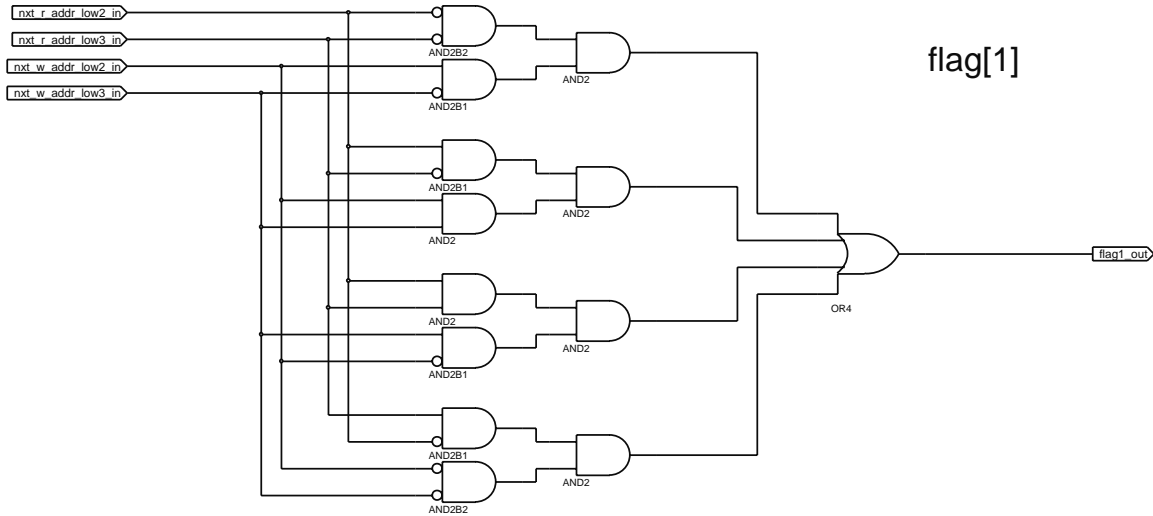 nxt_r_addr_low2_in
nxt_r_addr_low3_in
nxt_w_addr_low2_in
nxt_w_addr_low3_in
flag[1]
AND2B2
AND2
AND2B1
AND2B1
AND2
AND2
flag1_out
AND2
OR4
AND2
AND2B1
AND2B1
AND2
AND2B2